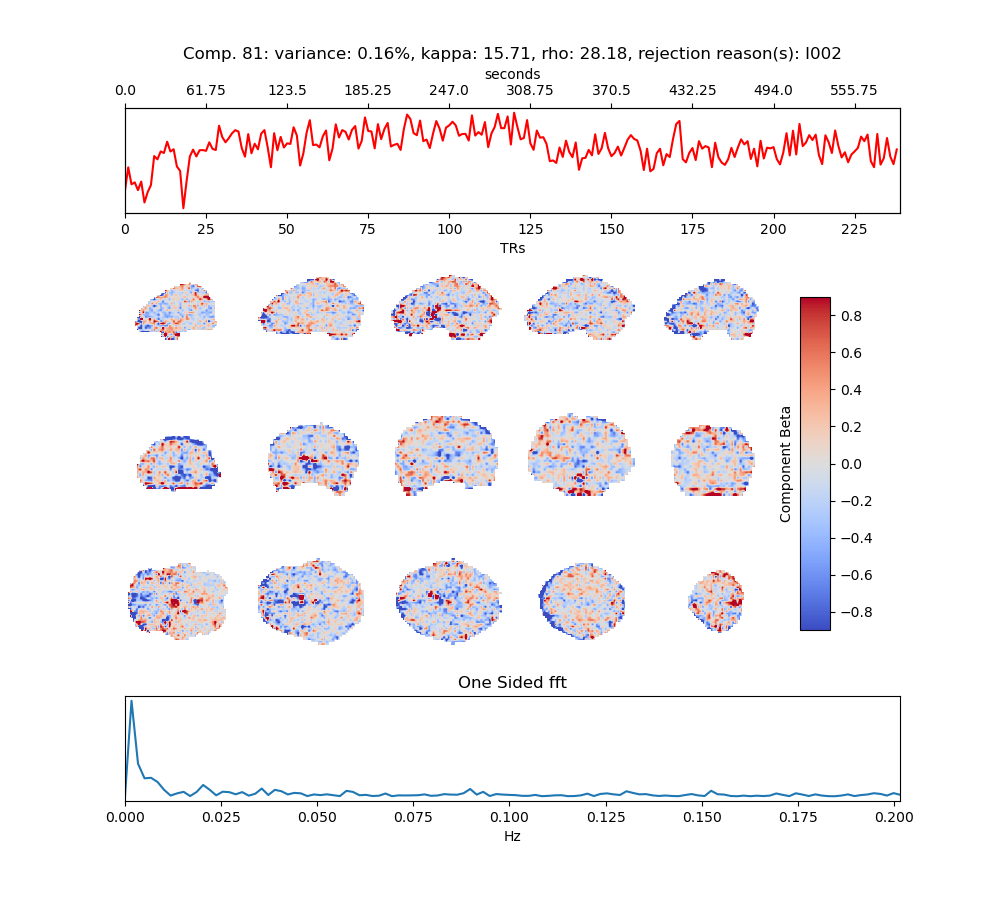 Comp. 81: variance: 0.16%, kappa: 15.71, rho: 28.18, rejection reason(s): I002
seconds
0.0 61.75 123.5 185.25 247.0 308.75 370.5 432.25 494.0 555.75
0 25 50 75 100 125 150 175 200 225
TRs
0.8
0.6
0.4
0.2
0.0
−0.2
−0.4
−0.6
−0.8
Component Beta
One Sided fft
0.000 0.025 0.050 0.075 0.100 0.125 0.150 0.175 0.200
Hz